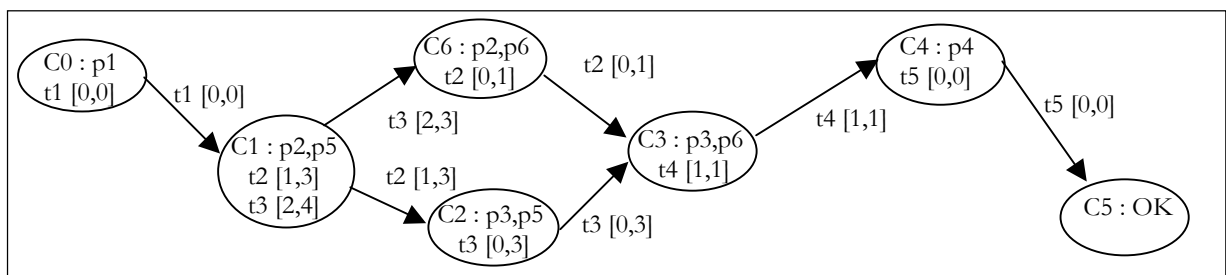 C0 : p1
t1 [0,0]
t1 [0,0]
C1 : p2,p5
t2 [1,3]
t3 [2,4]
t3 [2,3]
t2 [1,3]
C6 : p2,p6
t2 [0,1]
t2 [0,1]
C2 : p3,p5
t3 [0,3]
t3 [0,3]
C3 : p3,p6
t4 [1,1]
t4 [1,1]
C4 : p4
t5 [0,0]
t5 [0,0]
C5 : OK